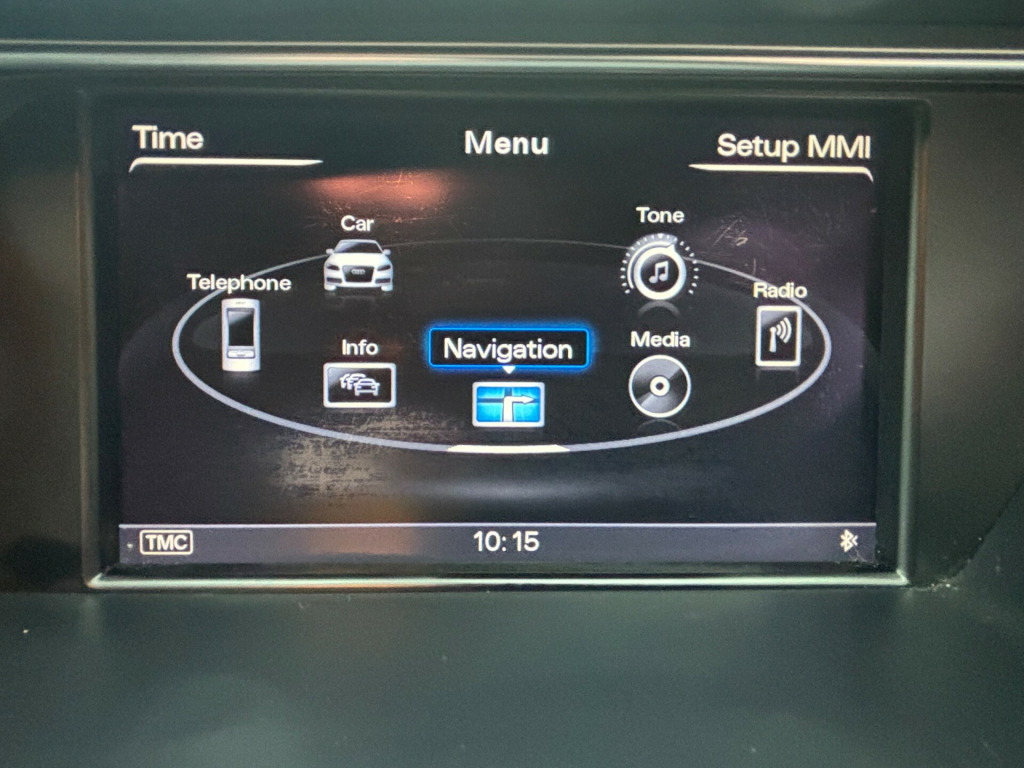 Time
Menu
Setup MMI
Car
Tone
Telephone
Radio
Info
Navigation
Media
TMC
10:15